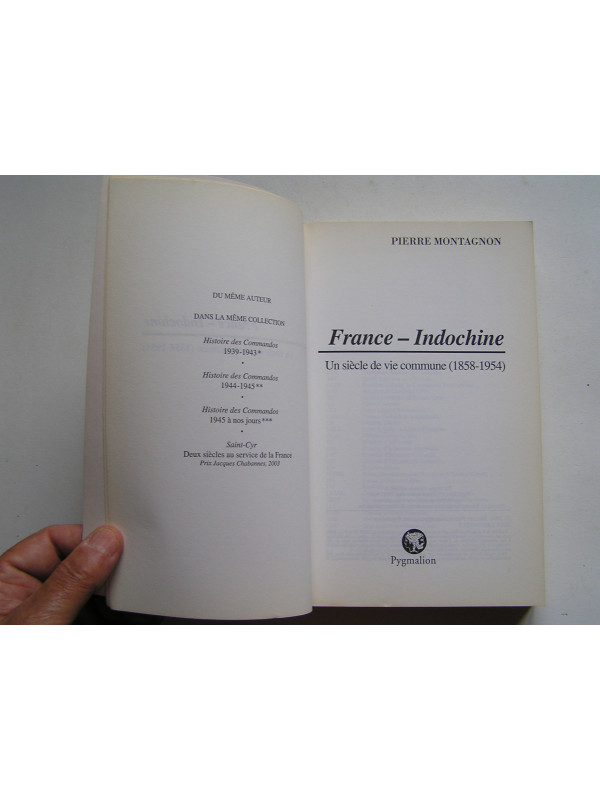 DU MÊME AUTEUR
DANS LA MÊME COLLECTION
Histoire des Commandos
1939-1943*
•
Histoire des Commandos
1944-1945**
•
Histoire des Commandos
1945 à nos jours***
•
Saint-Cyr
Deux siècles au service de la France
Prix Jacques Chabannes, 2003
PIERRE MONTAGNON
France – Indochine
Un siècle de vie commune (1858-1954)
Pygmalion